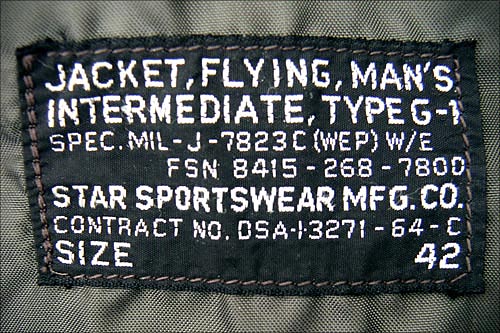 JACKET, FLYING, MAN'S
INTERMEDIATE, TYPE G-1
SPEC. MIL-J-7823C (WEP) W/E
FSN 8415-268-7800
STAR SPORTSWEAR MFG. CO.
CONTRACT NO. DSA-1-3271-64-C
SIZE 42